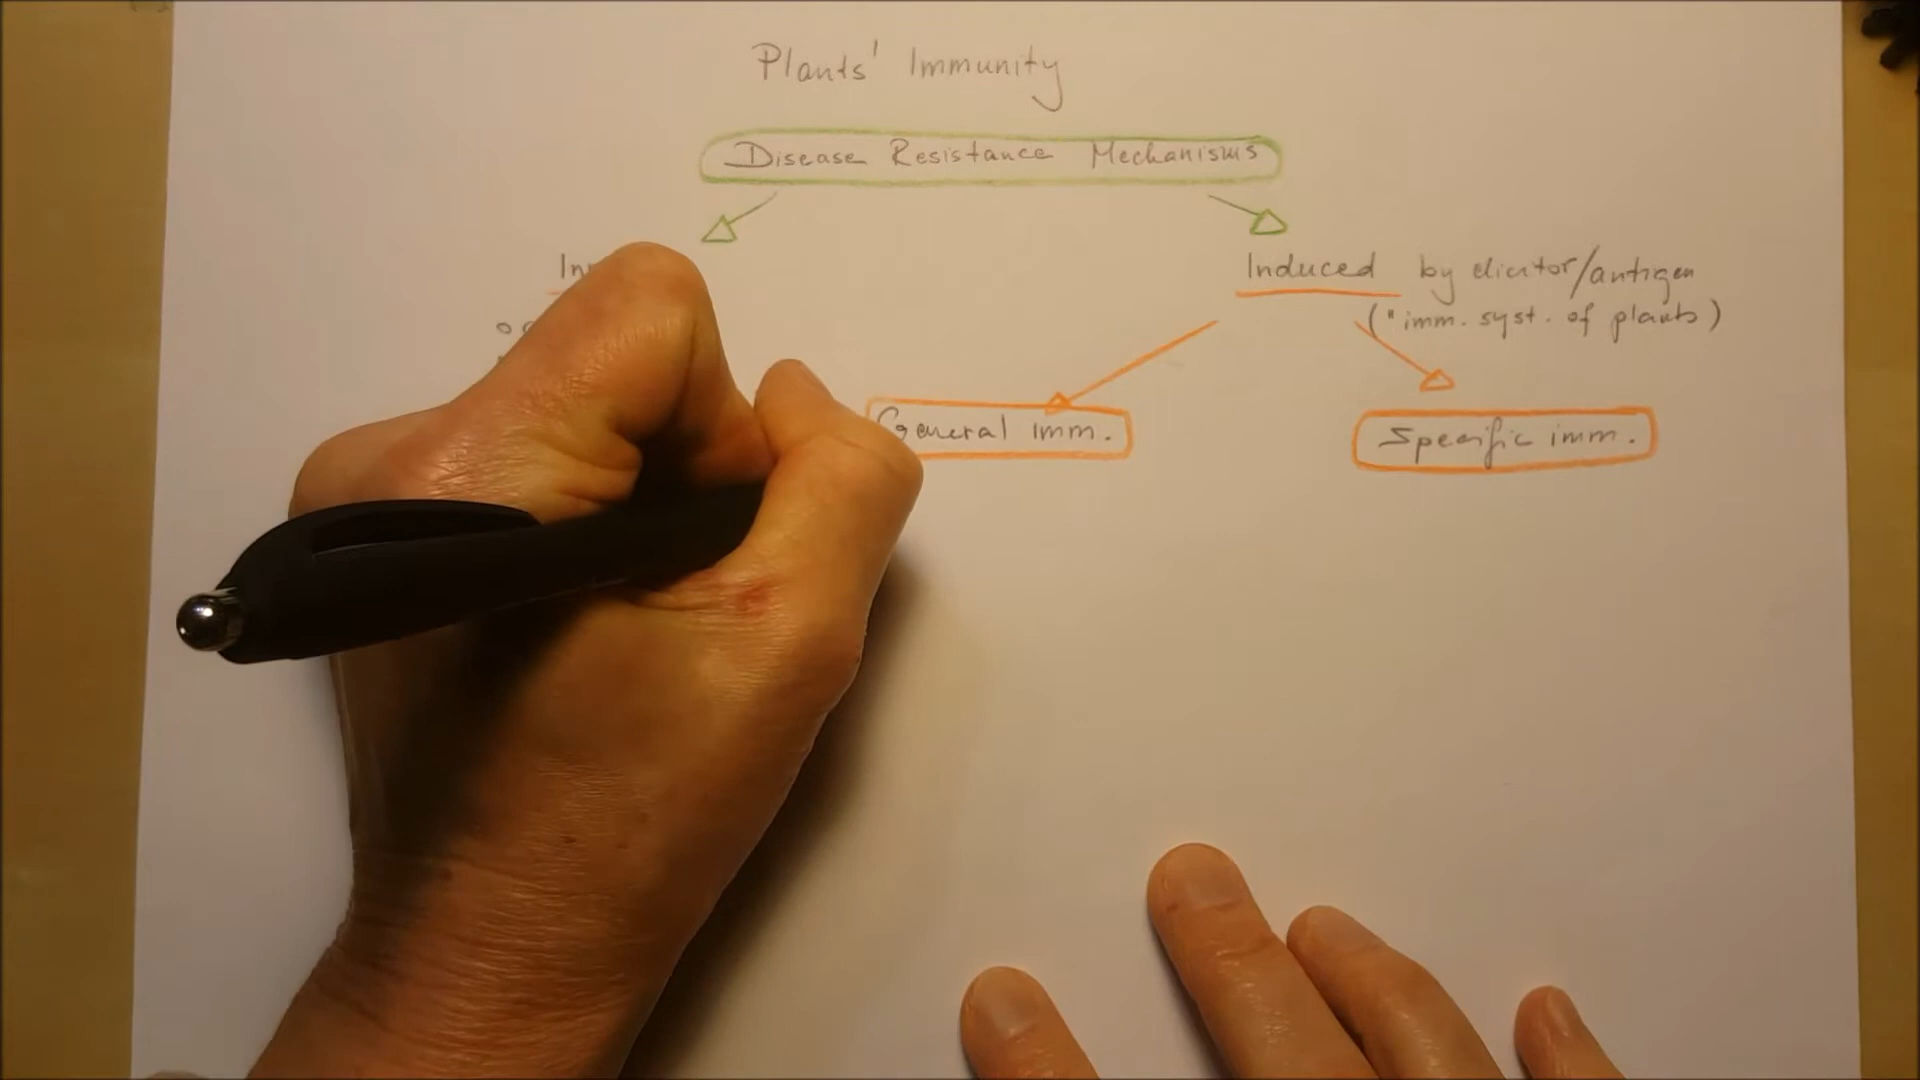 Plants' Immunity
Disease Resistance Mechanisms
Induced by elicitor/antigen
(" imm. syst. of plants)
General imm.
Specific imm.